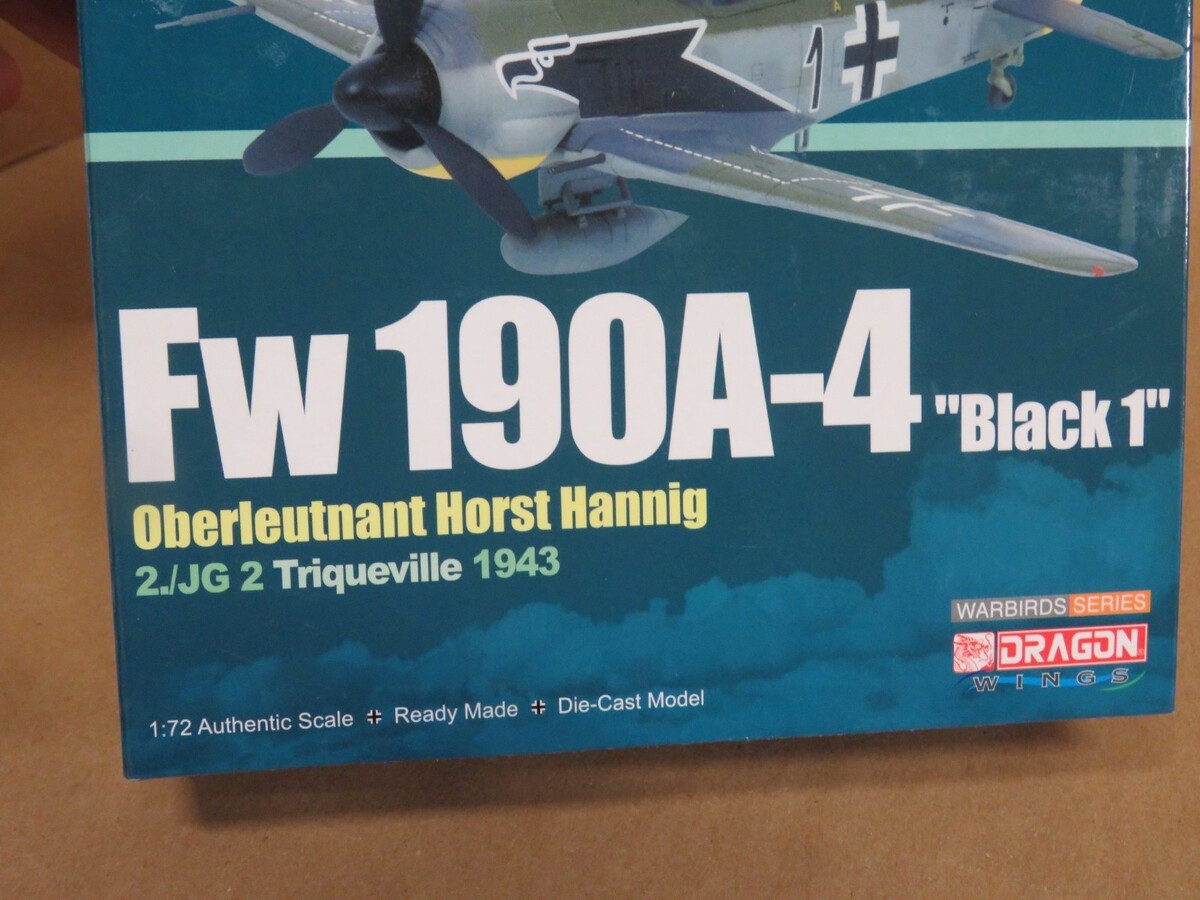 1
Fw 190A-4 "Black 1"
Oberleutnant Horst Hannig
2./JG 2 Triqueville 1943
WARBIRDS SERIES
DRAGON
WINGS
1:72 Authentic Scale ✠ Ready Made ✠ Die-Cast Model